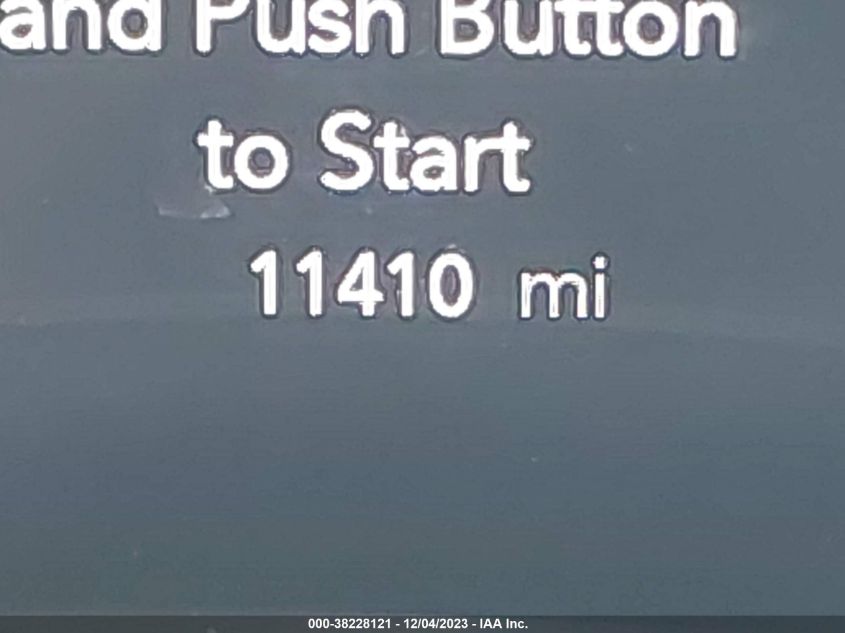 and Push Button
to Start
11410 mi
000-38228121 - 12/04/2023 - IAA Inc.